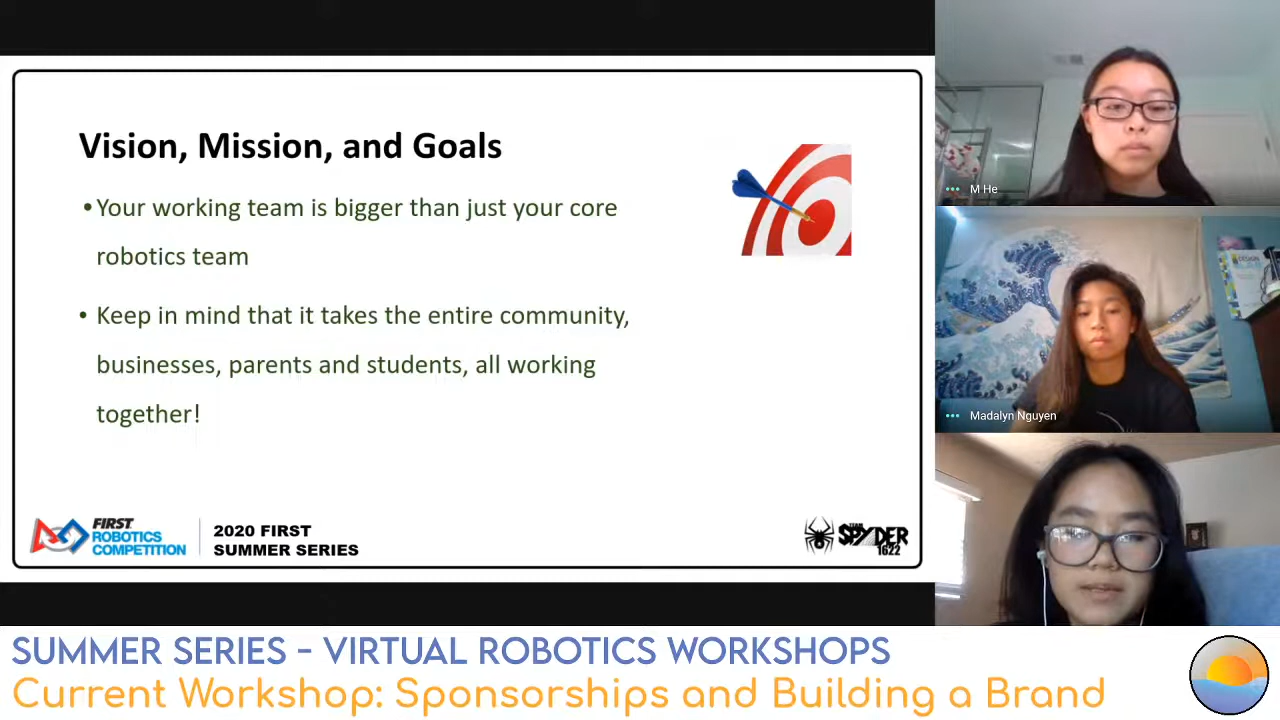 Vision, Mission, and Goals
•Your working team is bigger than just your core
robotics team
• Keep in mind that it takes the entire community,
businesses, parents and students, all working
together!
FIRST
ROBOTICS
COMPETITION
2020 FIRST
SUMMER SERIES
TEAM
SPYDER
1622
M He
DESIGN
Madalyn Nguyen
SUMMER SERIES - VIRTUAL ROBOTICS WORKSHOPS
Current Workshop: Sponsorships and Building a Brand